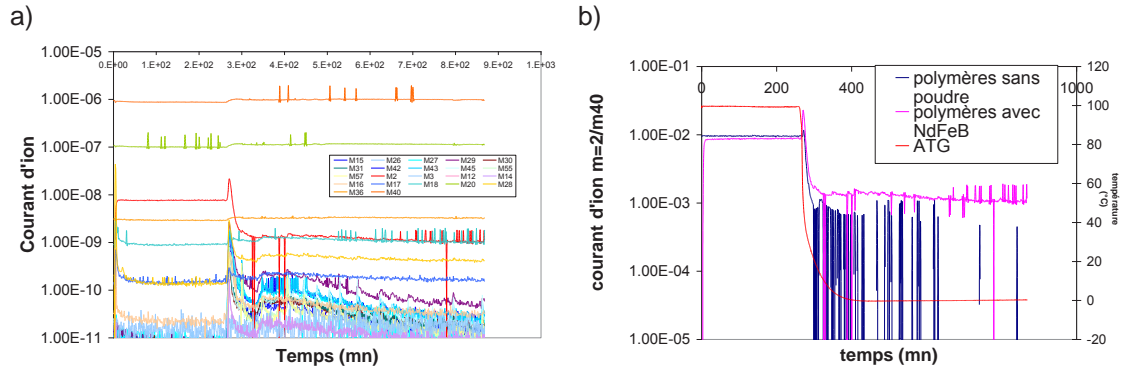 a)
Courant d'ion
1.00E-05
1.00E-06
1.00E-07
1.00E-08
1.00E-09
1.00E-10
1.00E-11
0.E+00 1.E+02 2.E+02 3.E+02 4.E+02 5.E+02 6.E+02 7.E+02 8.E+02 9.E+02 1.E+03
M15 M26 M27 M29 M30
M31 M42 M43 M45 M55
M57 M2 M3 M12 M14
M16 M17 M18 M20 M28
M36 M40
Temps (mn)
b)
courant d'ion m=2/m40
1.00E-01
1.00E-02
1.00E-03
1.00E-04
1.00E-05
0 400 1000
polymères sans
poudre
polymères avec
NdFeB
ATG
120
100
80
60
40
20
0
-20
température
(°C)
temps (mn)